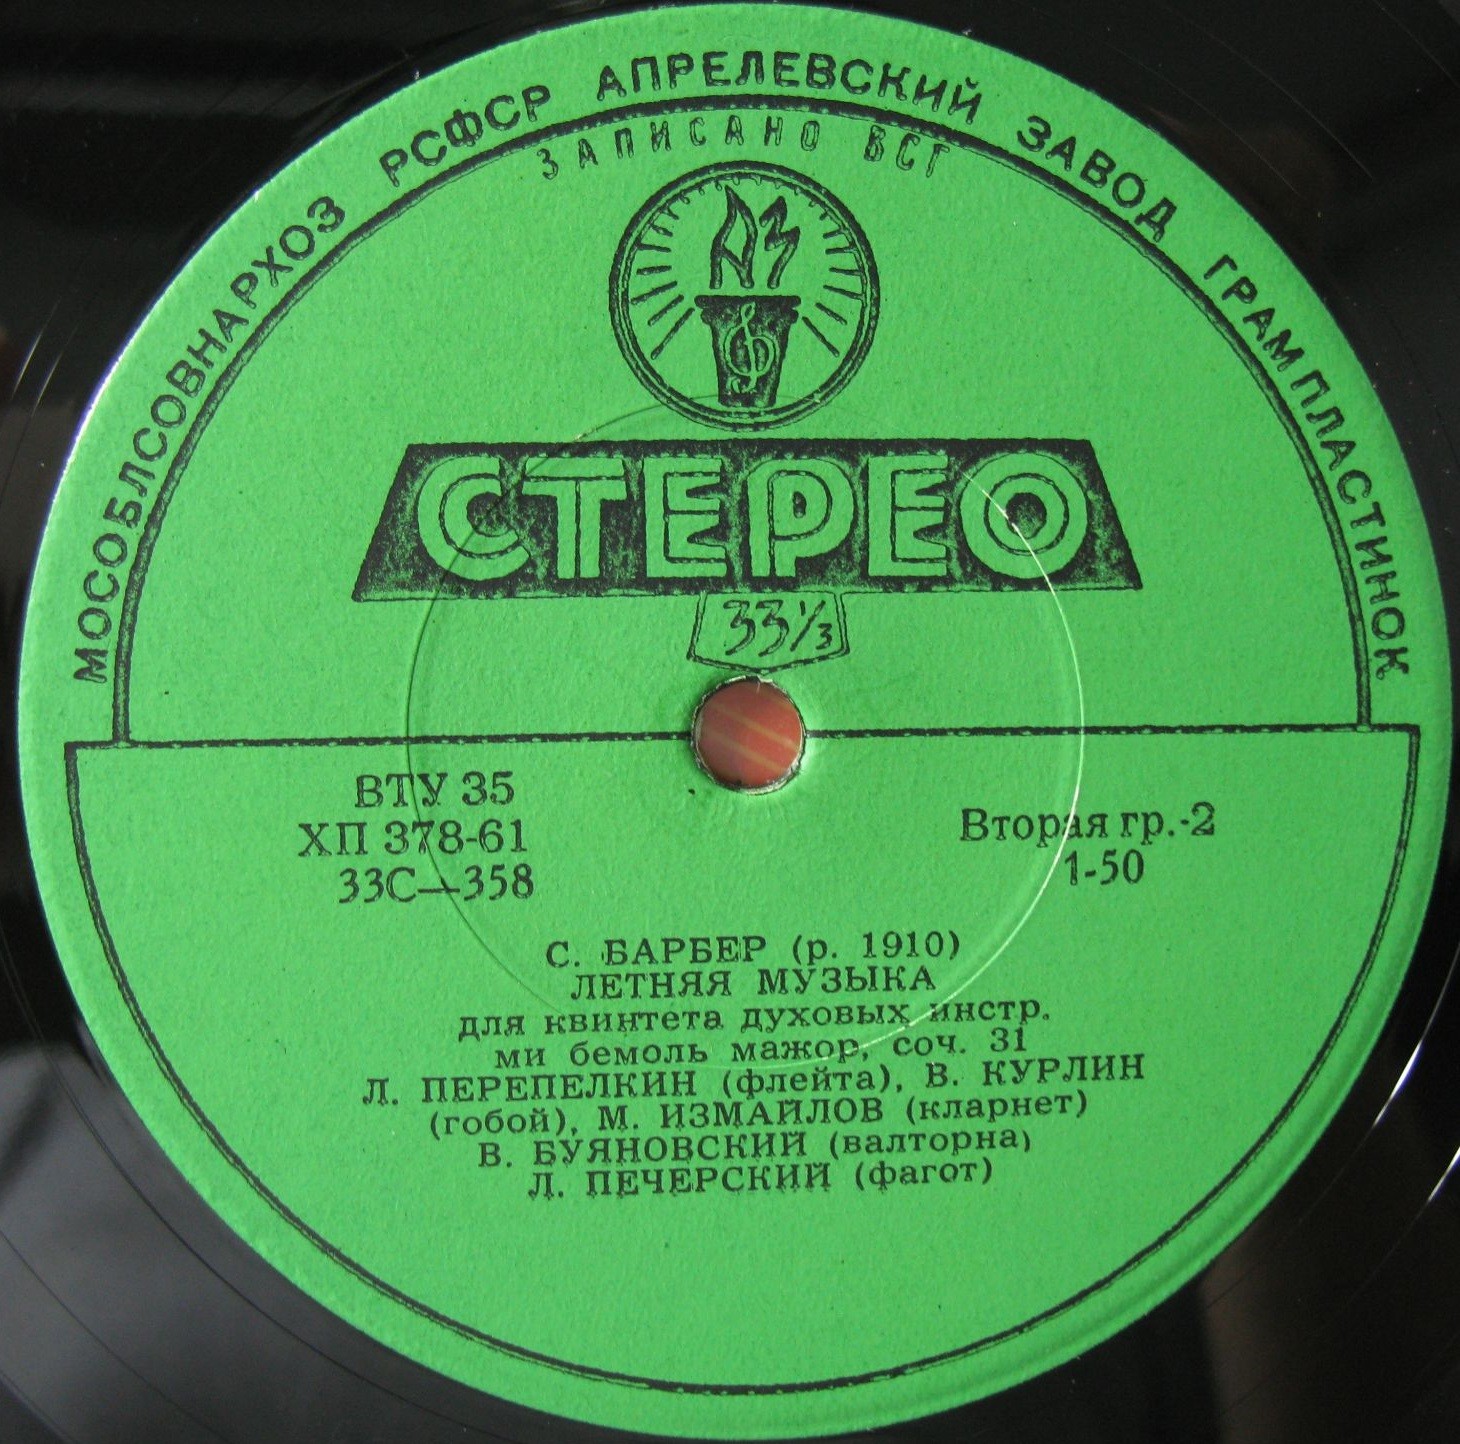 МОСОБЛСОВНАРХОЗ РСФСР АПРЕЛЕВСКИЙ ЗАВОД ГРАМПЛАСТИНОК
ЗАПИСАНО ВСГ
АЗ
СТЕРЕО
33⅓
ВТУ 35
ХП 378-61
33С—358
Вторая гр.-2
1-50
С. БАРБЕР (р. 1910)
ЛЕТНЯЯ МУЗЫКА
для квинтета духовых инстр.
ми бемоль мажор, соч. 31
Л. ПЕРЕПЕЛКИН (флейта), В. КУРЛИН
(гобой), М. ИЗМАЙЛОВ (кларнет)
В. БУЯНОВСКИЙ (валторна)
Л. ПЕЧЕРСКИЙ (фагот)